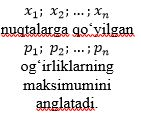 x₁; x₂; …; xₙ
nuqtalarga qo‘yilgan
p₁; p₂; …; pₙ
og‘irliklarning
maksimumini
anglatadi.